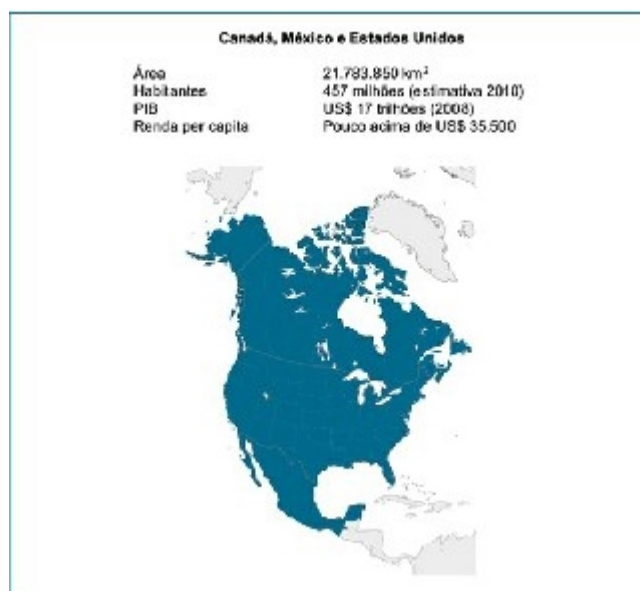 Canadá, México e Estados Unidos
Área 21.783.850 km²
Habitantes 457 milhões (estimativa 2010)
PIB US$ 17 trilhões (2008)
Renda per capita Pouco acima de US$ 35.500